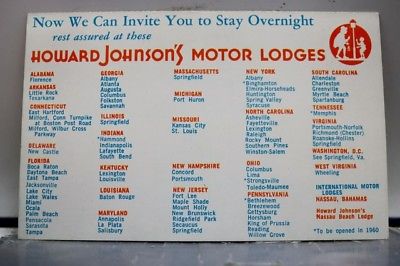 Now We Can Invite You to Stay Overnight
rest assured at these
HOWARD JOHNSON'S MOTOR LODGES
ALABAMA
Florence
ARKANSAS
Little Rock
Texarkana
CONNECTICUT
East Hartford
Milford, Conn Turnpike
at Boston Post Road
Milford, Wilbur Cross
Parkway
DELAWARE
New Castle
FLORIDA
Boca Raton
Daytona Beach
East Tampa
Jacksonville
Lake City
Lake Wales
Miami
Ocala
Palm Beach
Pensacola
Sarasota
Tampa
GEORGIA
Albany
Atlanta
Augusta
Columbus
Folkston
Savannah
ILLINOIS
Springfield
INDIANA
*Hammond
Indianapolis
Lafayette
South Bend
KENTUCKY
Lexington
Louisville
LOUISIANA
Baton Rouge
MARYLAND
Annapolis
La Plata
Salisbury
MASSACHUSETTS
Springfield
MICHIGAN
Port Huron
MISSOURI
Kansas City
St. Louis
NEW HAMPSHIRE
Concord
Portsmouth
NEW JERSEY
Fort Lee
Maple Shade
Mount Holly
New Brunswick
Ridgefield Park
Springfield
NEW YORK
Albany
*Binghamton
Elmira-Horseheads
Huntington
Spring Valley
Syracuse
NORTH CAROLINA
Asheville
Fayetteville
Lexington
Raleigh
Rocky Mount
Southern Pines
Winston-Salem
OHIO
Columbus
Lima
*Strongsville
Toledo-Maumee
PENNSYLVANIA
*Bethlehem
Breezewood
Gettysburg
Horsham
King of Prussia
Reading
Willow Grove
SOUTH CAROLINA
Allendale
Charleston
Greenville
Myrtle Beach
Spartanburg
TENNESSEE
*Memphis
VIRGINIA
Portsmouth-Norfolk
Richmond (Chester)
Roanoke-Hollins
Springfield
WASHINGTON, D.C.
See Springfield, Va.
WEST VIRGINIA
Wheeling
INTERNATIONAL MOTOR
LODGES
NASSAU, BAHAMAS
Howard Johnson's
Nassau Beach Lodge
*To be opened in 1960